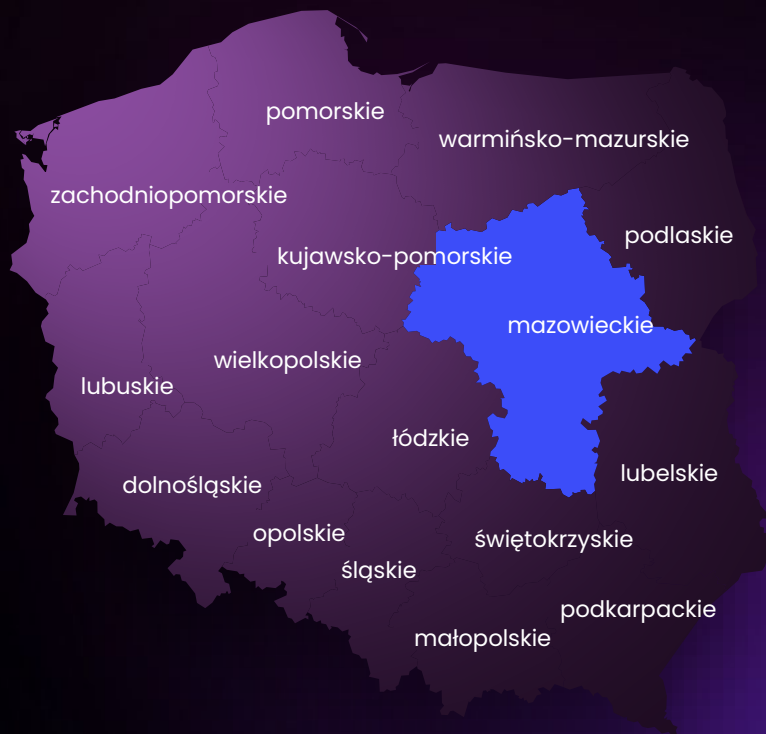 pomorskie
warmińsko-mazurskie
zachodniopomorskie
podlaskie
kujawsko-pomorskie
mazowieckie
wielkopolskie
lubuskie
łódzkie
lubelskie
dolnośląskie
opolskie
świętokrzyskie
śląskie
podkarpackie
małopolskie